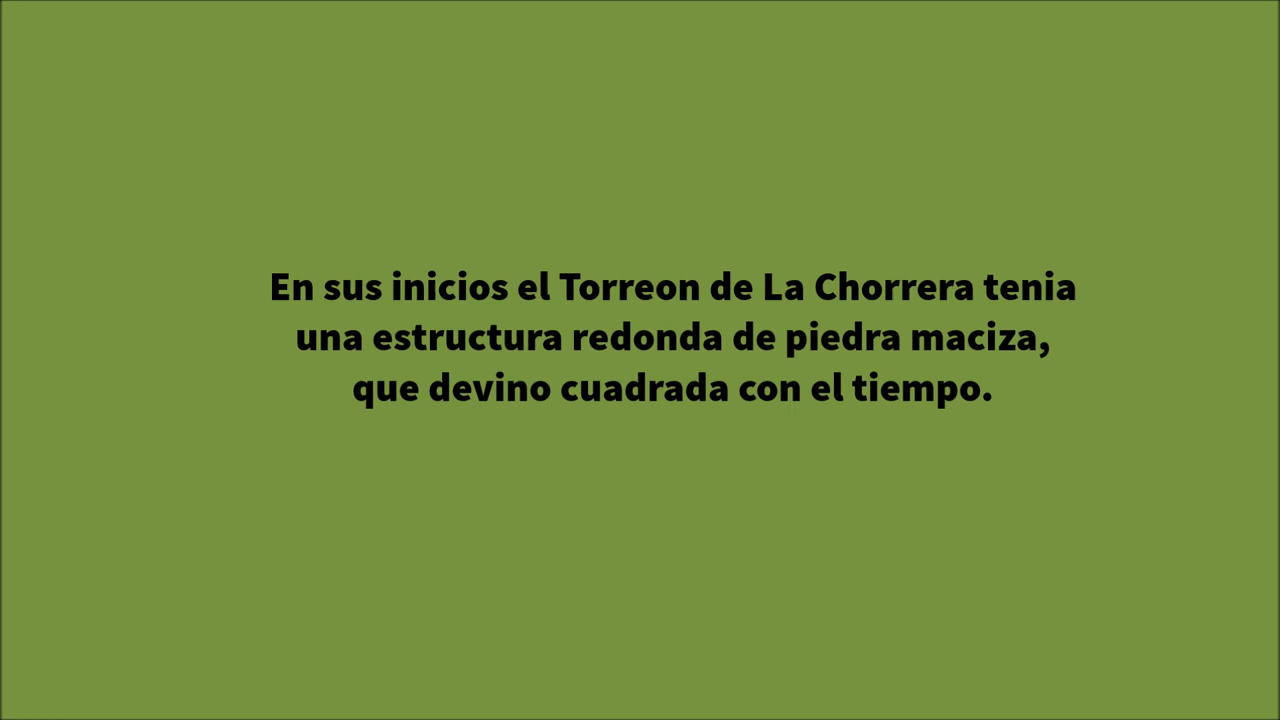 En sus inicios el Torreon de La Chorrera tenia
una estructura redonda de piedra maciza,
que devino cuadrada con el tiempo.